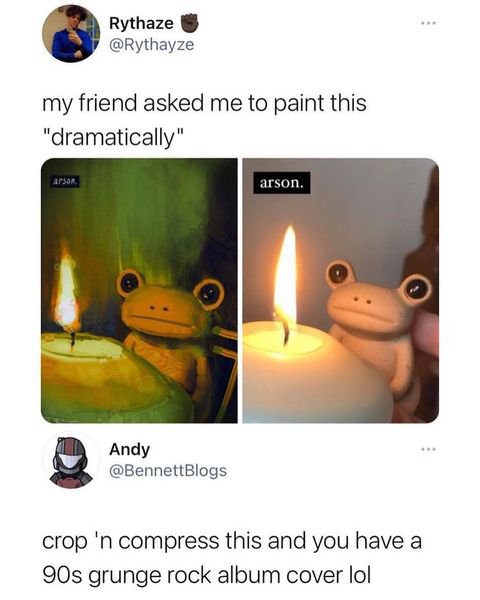 Rythaze ✊🏿
@Rythayze
my friend asked me to paint this
"dramatically"
arson.
arson.
Andy
@BennettBlogs
crop 'n compress this and you have a
90s grunge rock album cover lol